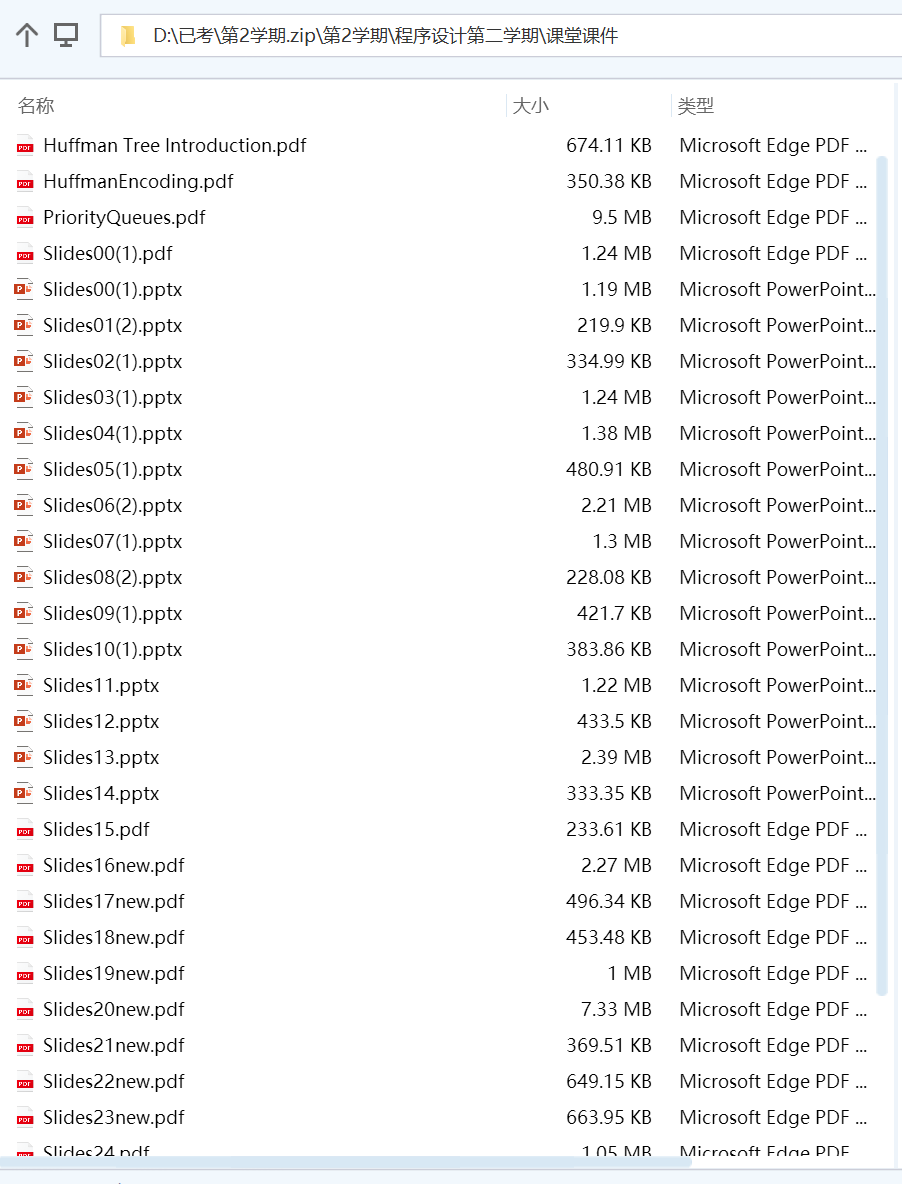 D:\已考\第2学期.zip\第2学期\程序设计第二学期\课堂课件
名称 大小 类型
Huffman Tree Introduction.pdf 674.11 KB Microsoft Edge PDF ...
HuffmanEncoding.pdf 350.38 KB Microsoft Edge PDF ...
PriorityQueues.pdf 9.5 MB Microsoft Edge PDF ...
Slides00(1).pdf 1.24 MB Microsoft Edge PDF ...
Slides00(1).pptx 1.19 MB Microsoft PowerPoint...
Slides01(2).pptx 219.9 KB Microsoft PowerPoint...
Slides02(1).pptx 334.99 KB Microsoft PowerPoint...
Slides03(1).pptx 1.24 MB Microsoft PowerPoint...
Slides04(1).pptx 1.38 MB Microsoft PowerPoint...
Slides05(1).pptx 480.91 KB Microsoft PowerPoint...
Slides06(2).pptx 2.21 MB Microsoft PowerPoint...
Slides07(1).pptx 1.3 MB Microsoft PowerPoint...
Slides08(2).pptx 228.08 KB Microsoft PowerPoint...
Slides09(1).pptx 421.7 KB Microsoft PowerPoint...
Slides10(1).pptx 383.86 KB Microsoft PowerPoint...
Slides11.pptx 1.22 MB Microsoft PowerPoint...
Slides12.pptx 433.5 KB Microsoft PowerPoint...
Slides13.pptx 2.39 MB Microsoft PowerPoint...
Slides14.pptx 333.35 KB Microsoft PowerPoint...
Slides15.pdf 233.61 KB Microsoft Edge PDF ...
Slides16new.pdf 2.27 MB Microsoft Edge PDF ...
Slides17new.pdf 496.34 KB Microsoft Edge PDF ...
Slides18new.pdf 453.48 KB Microsoft Edge PDF ...
Slides19new.pdf 1 MB Microsoft Edge PDF ...
Slides20new.pdf 7.33 MB Microsoft Edge PDF ...
Slides21new.pdf 369.51 KB Microsoft Edge PDF ...
Slides22new.pdf 649.15 KB Microsoft Edge PDF ...
Slides23new.pdf 663.95 KB Microsoft Edge PDF ...
Slides24.pdf 1.05 MB Microsoft Edge PDF